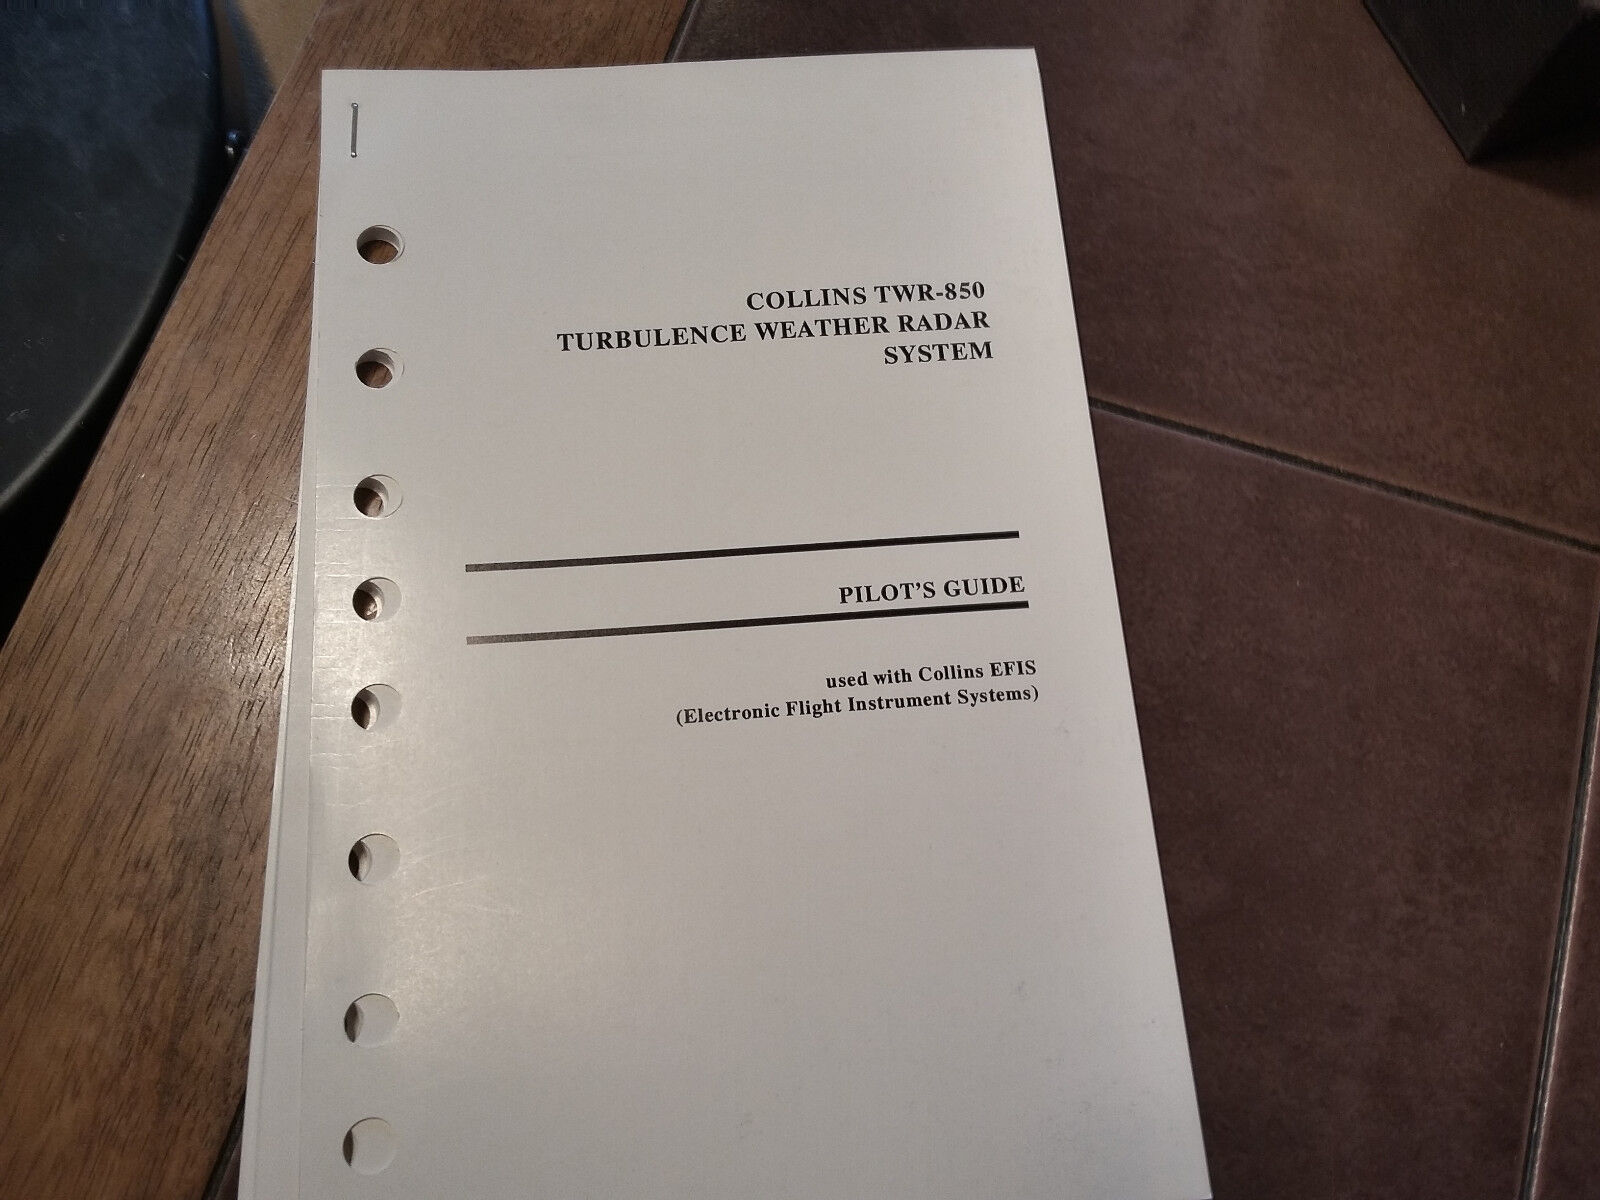 COLLINS TWR-850
TURBULENCE WEATHER RADAR
SYSTEM
PILOT'S GUIDE
used with Collins EFIS
(Electronic Flight Instrument Systems)